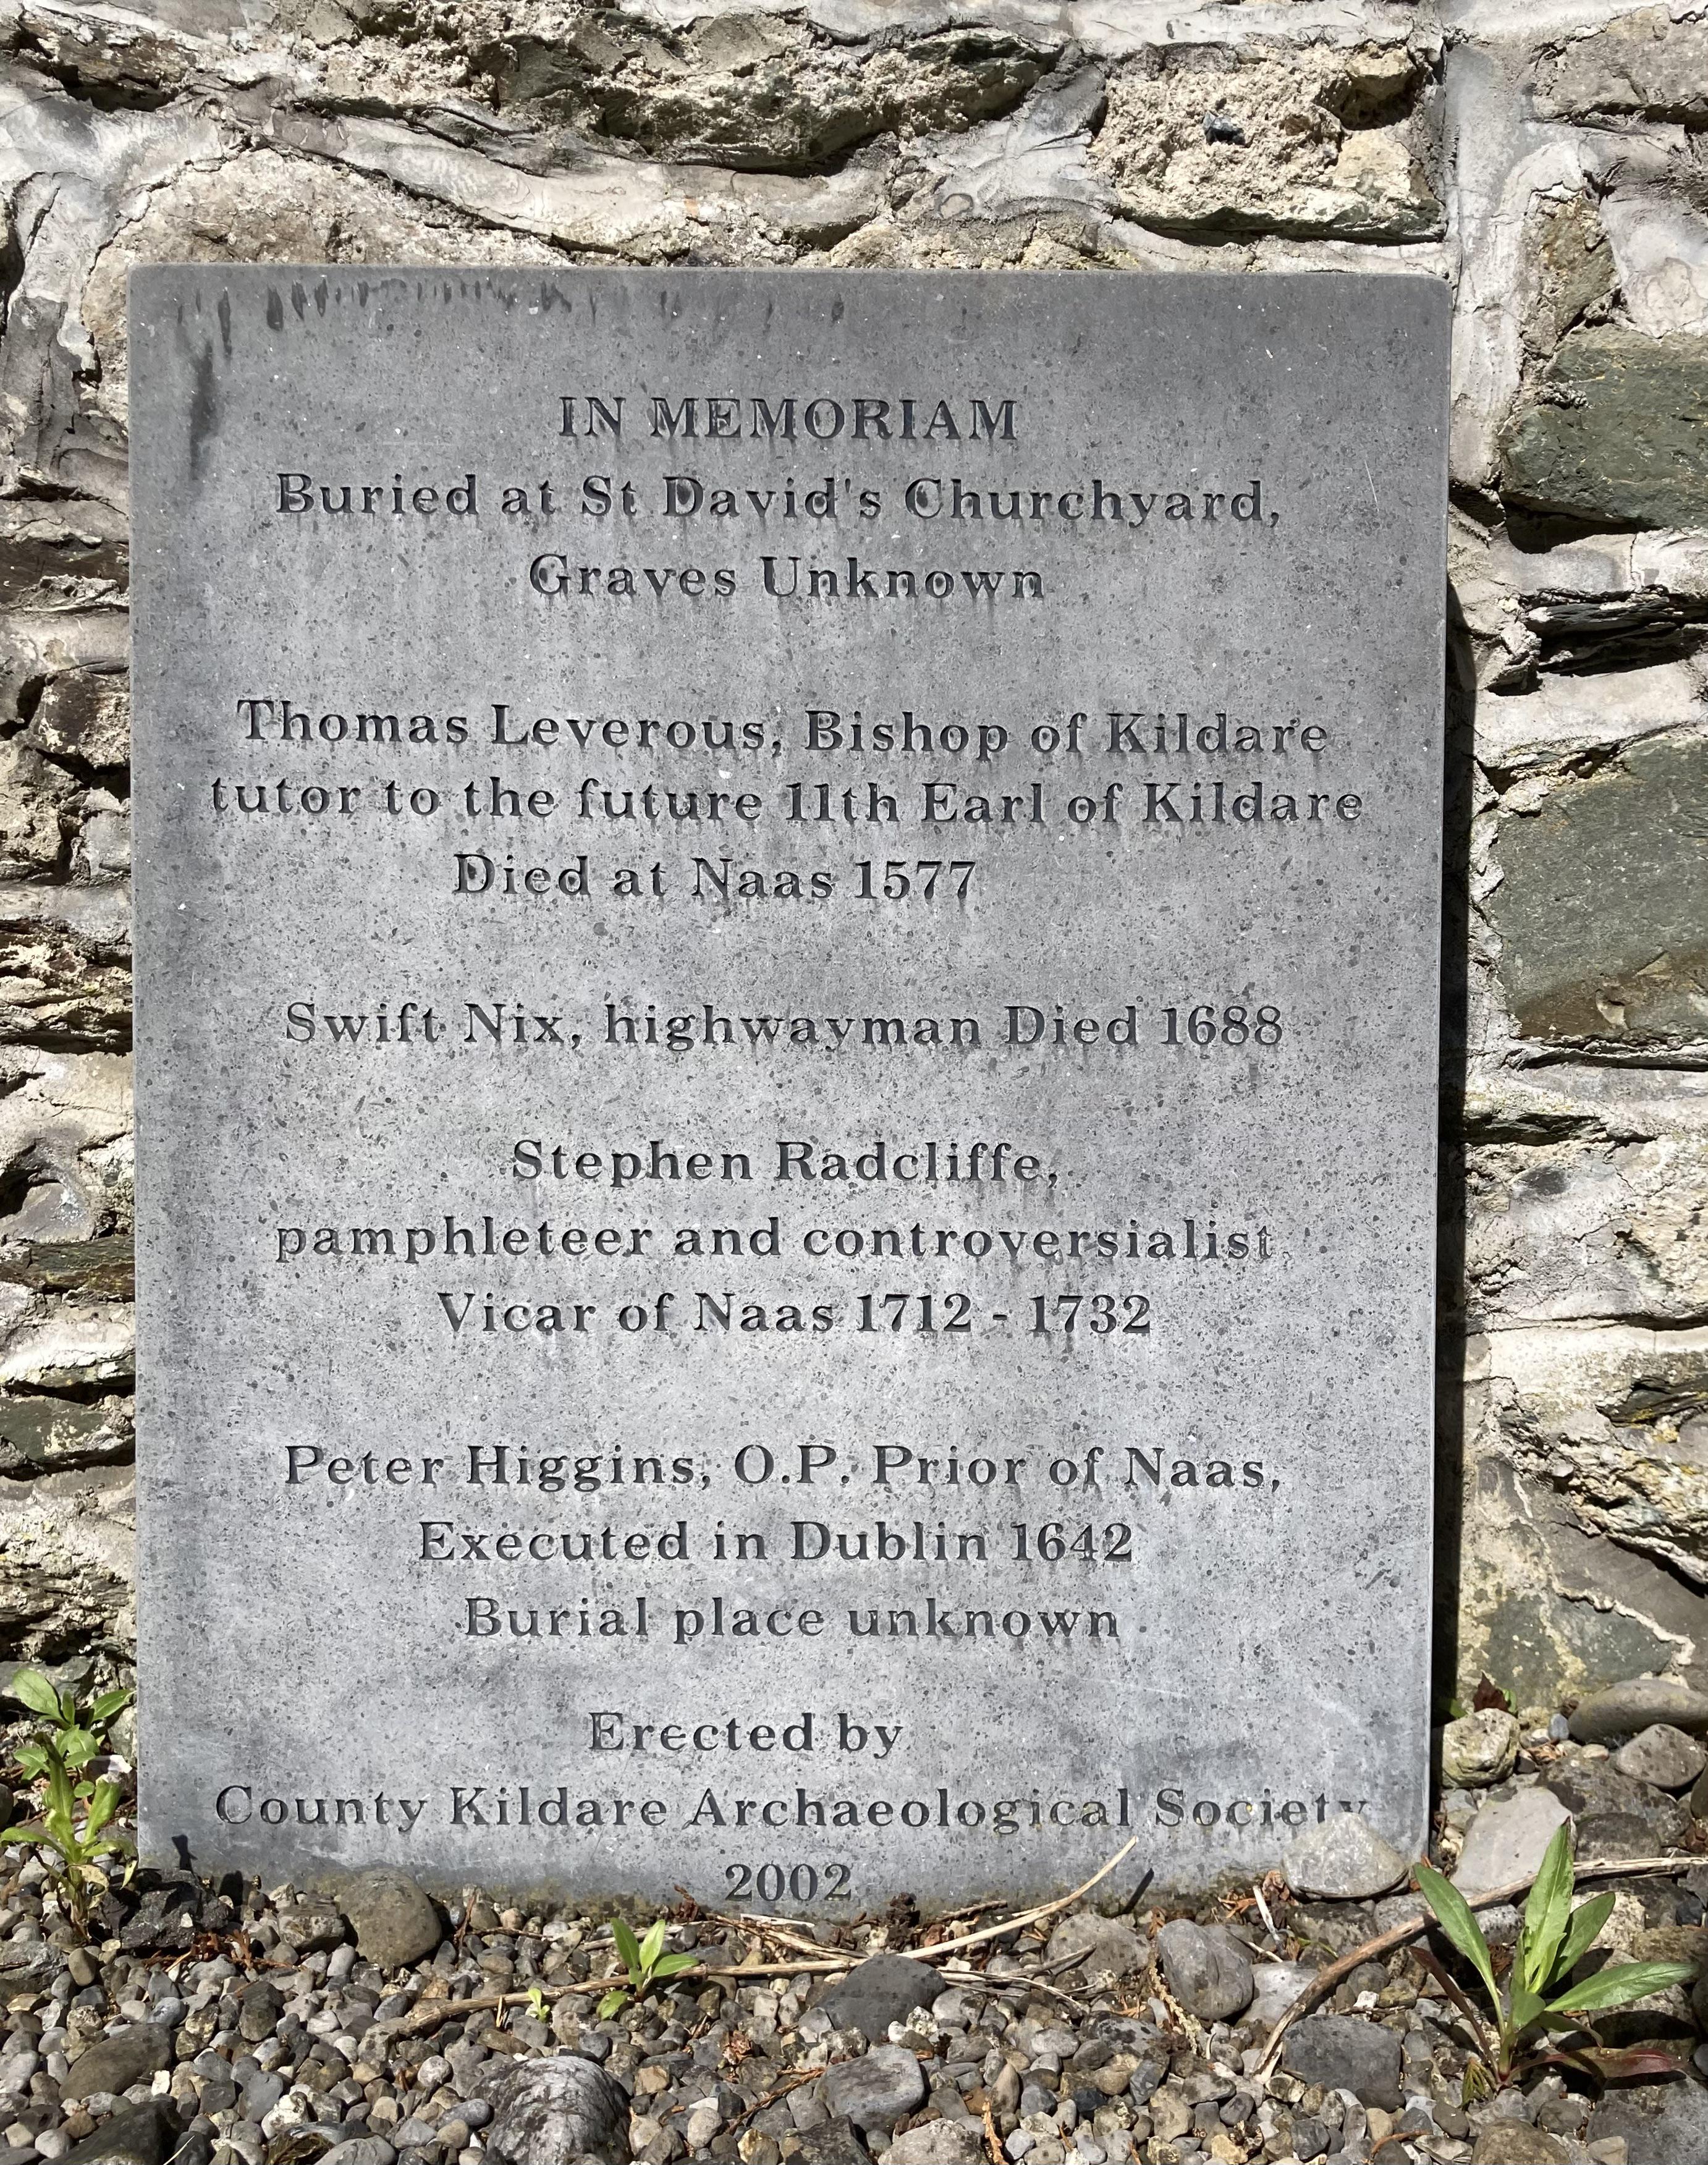 IN MEMORIAM
Buried at St David's Churchyard,
Graves Unknown
Thomas Leverous, Bishop of Kildare
tutor to the future 11th Earl of Kildare
Died at Naas 1577
Swift Nix, highwayman Died 1688
Stephen Radcliffe,
pamphleteer and controversialist
Vicar of Naas 1712 - 1732
Peter Higgins, O.P. Prior of Naas,
Executed in Dublin 1642
Burial place unknown
Erected by
County Kildare Archaeological Society
2002